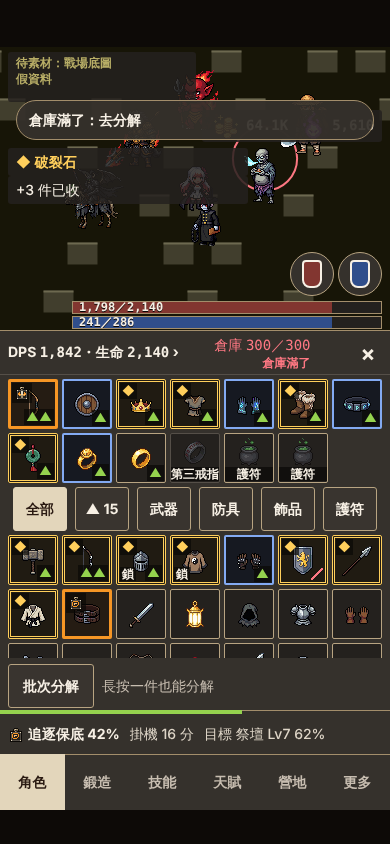 待素材：戰場底圖
假資料
倉庫滿了：去分解
64.1K
5,610
破裂石
+3 件已收
1,798／2,140
241／286
DPS 1,842・生命 2,140 ›
倉庫 300／300
倉庫滿了
×
第三戒指
護符
護符
全部
▲ 15
武器
防具
飾品
護符
鎖
鎖
批次分解
長按一件也能分解
追逐保底 42%
掛機 16 分
目標 祭壇 Lv7 62%
角色
鍛造
技能
天賦
營地
更多